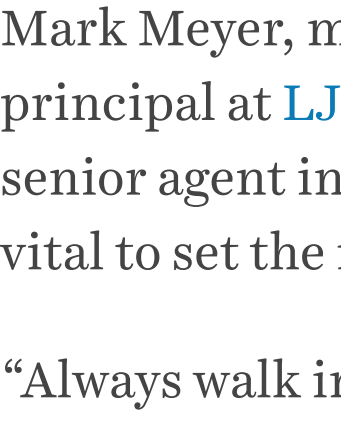 Mark Meyer, m
principal at LJ
senior agent in
vital to set the
“Always walk in